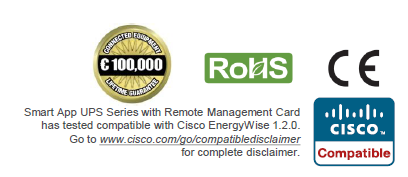 CONNECTED EQUIPMENT
€ 100,000
LIFETIME GUARANTEE
RoHS
CE
Smart App UPS Series with Remote Management Card
has tested compatible with Cisco EnergyWise 1.2.0.
Go to www.cisco.com/go/compatibledisclaimer
for complete disclaimer.
CISCO™
Compatible